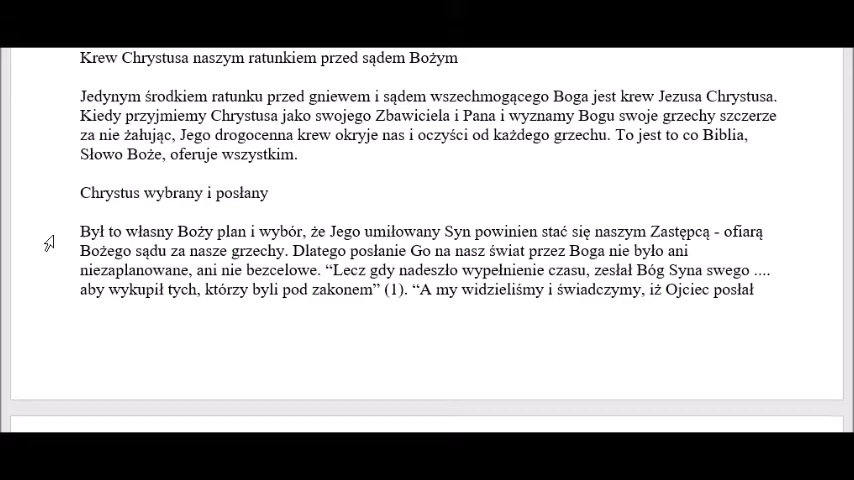 Krew Chrystusa naszym ratunkiem przed sądem Bożym
Jedynym środkiem ratunku przed gniewem i sądem wszechmogącego Boga jest krew Jezusa Chrystusa.
Kiedy przyjmiemy Chrystusa jako swojego Zbawiciela i Pana i wyznamy Bogu swoje grzechy szczerze
za nie żałując, Jego drogocenna krew okryje nas i oczyści od każdego grzechu. To jest to co Biblia,
Słowo Boże, oferuje wszystkim.
Chrystus wybrany i posłany
Był to własny Boży plan i wybór, że Jego umiłowany Syn powinien stać się naszym Zastępcą - ofiarą
Bożego sądu za nasze grzechy. Dlatego posłanie Go na nasz świat przez Boga nie było ani
niezaplanowane, ani nie bezcelowe. “Lecz gdy nadeszło wypełnienie czasu, zesłał Bóg Syna swego ....
aby wykupił tych, którzy byli pod zakonem” (1). “A my widzieliśmy i świadczymy, iż Ojciec posłał